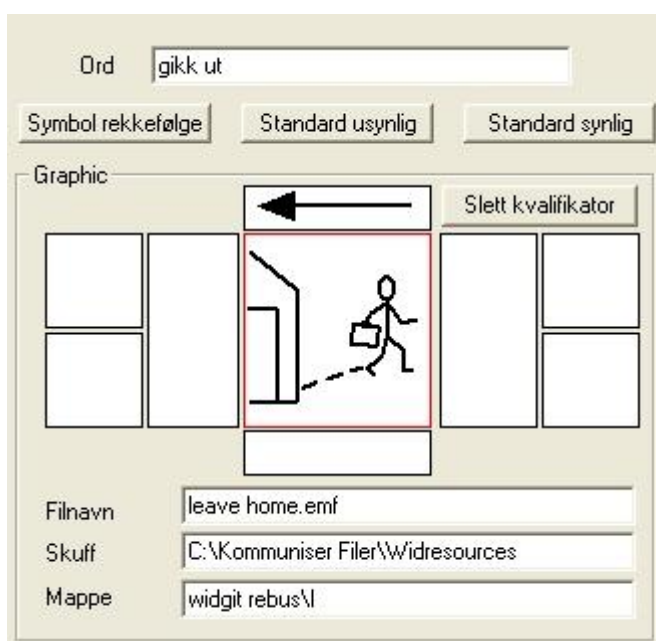 Ord gikk ut
Symbol rekkefølge Standard usynlig Standard synlig
Graphic
Slett kvalifikator
Filnavn leave home.emf
Skuff C:\Kommuniser Filer\Widresources
Mappe widgit rebus\l